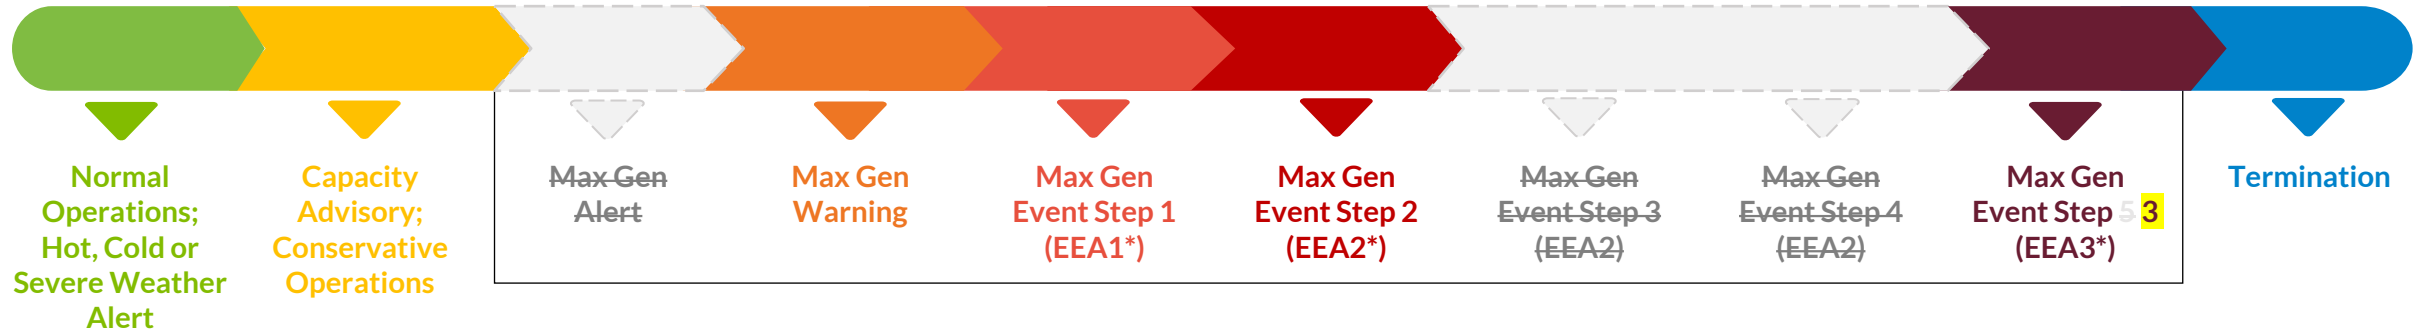 Normal
Operations;
Hot, Cold or
Severe Weather
Alert
Capacity
Advisory;
Conservative
Operations
Max Gen
Alert
Max Gen
Warning
Max Gen
Event Step 1
(EEA1*)
Max Gen
Event Step 2
(EEA2*)
Max Gen
Event Step 3
(EEA2)
Max Gen
Event Step 4
(EEA2)
Max Gen
Event Step 5 3
(EEA3*)
Termination